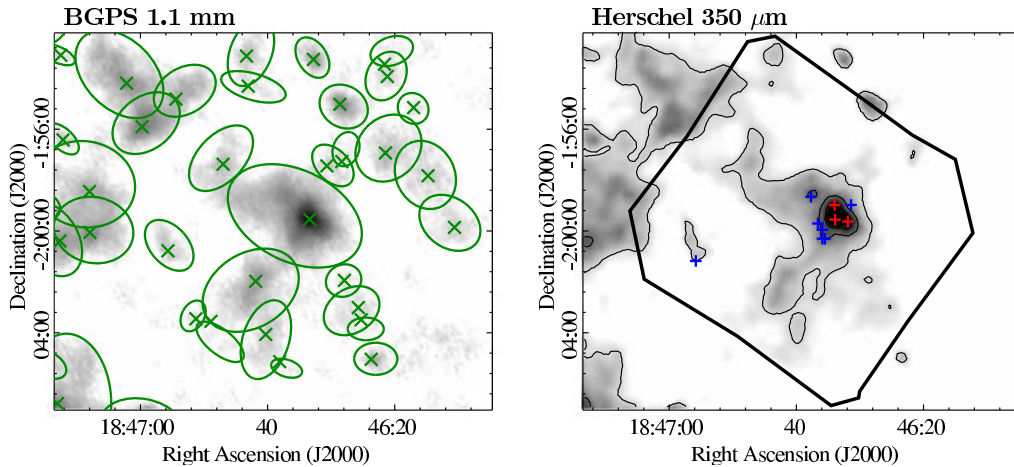 BGPS 1.1 mm
Declination (J2000)
-1:56:00
-2:00:00
04:00
18:47:00
40
46:20
Right Ascension (J2000)
Herschel 350 μm
Declination (J2000)
-1:56:00
-2:00:00
04:00
18:47:00
40
46:20
Right Ascension (J2000)